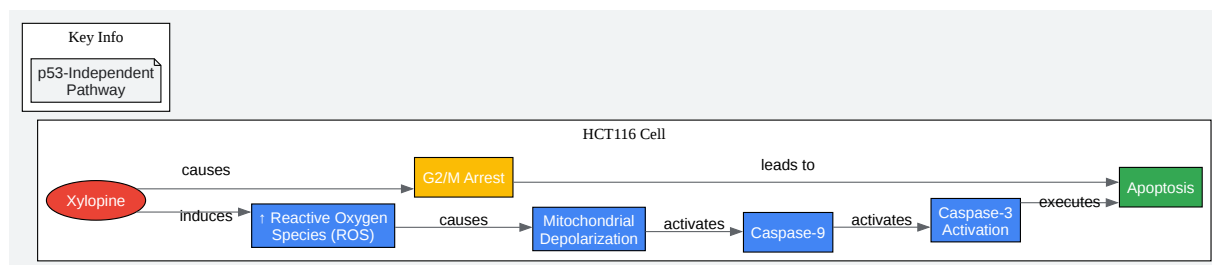 Key Info
p53-Independent
Pathway
HCT116 Cell
Xylopine
causes
G2/M Arrest
leads to
Apoptosis
induces
↑ Reactive Oxygen
Species (ROS)
causes
Mitochondrial
Depolarization
activates
Caspase-9
activates
Caspase-3
Activation
executes